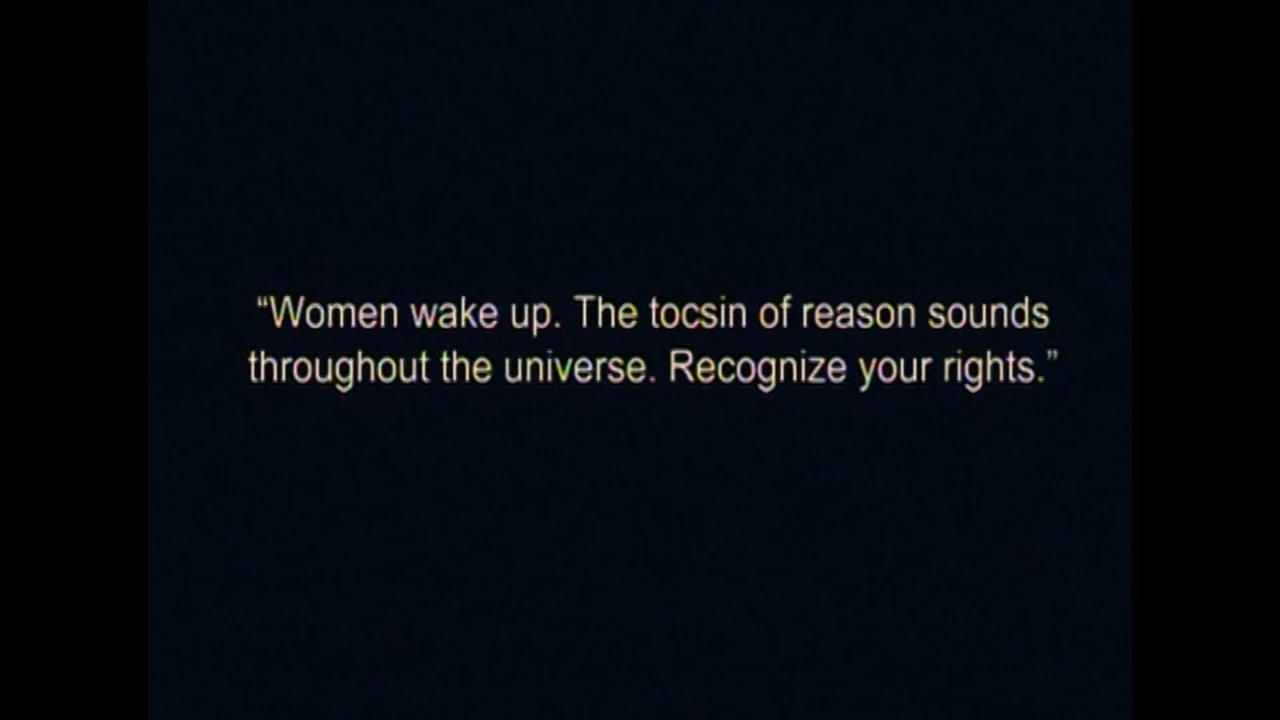 “Women wake up. The tocsin of reason sounds
throughout the universe. Recognize your rights.”